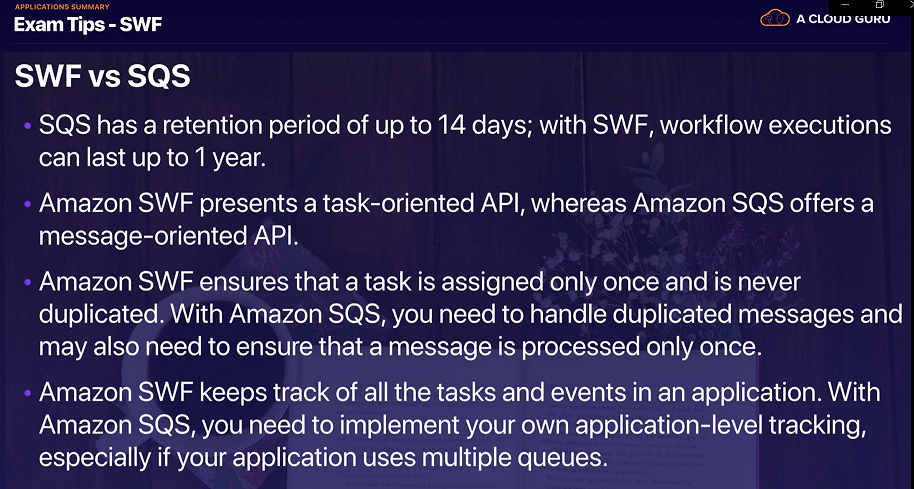 APPLICATIONS SUMMARY
Exam Tips - SWF
A CLOUD GURU
SWF vs SQS
• SQS has a retention period of up to 14 days; with SWF, workflow executions
can last up to 1 year.
• Amazon SWF presents a task-oriented API, whereas Amazon SQS offers a
message-oriented API.
• Amazon SWF ensures that a task is assigned only once and is never
duplicated. With Amazon SQS, you need to handle duplicated messages and
may also need to ensure that a message is processed only once.
• Amazon SWF keeps track of all the tasks and events in an application. With
Amazon SQS, you need to implement your own application-level tracking,
especially if your application uses multiple queues.